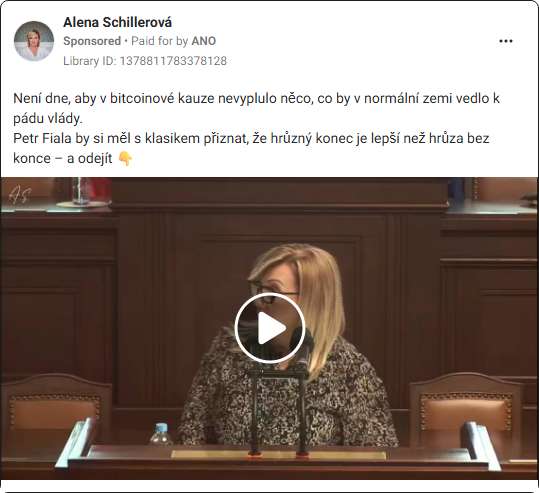 Alena Schillerová
Sponsored • Paid for by ANO
Library ID: 1378811783378128
Není dne, aby v bitcoinové kauze nevyplulo něco, co by v normální zemi vedlo k
pádu vlády.
Petr Fiala by si měl s klasikem přiznat, že hrůzný konec je lepší než hrůza bez
konce – a odejít 👇
AS